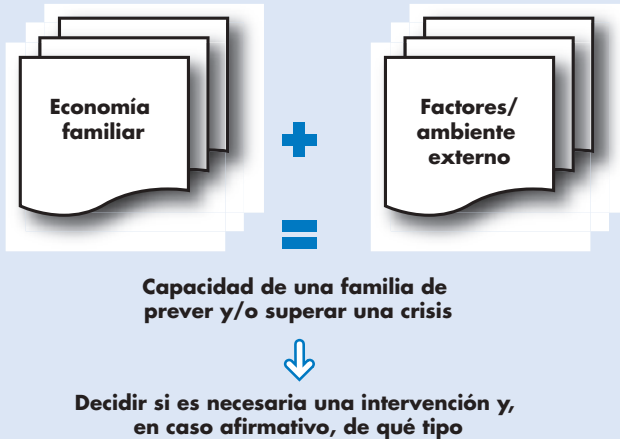 Economía
familiar
Factores/
ambiente
externo
Capacidad de una familia de
prever y/o superar una crisis
Decidir si es necesaria una intervención y,
en caso afirmativo, de qué tipo